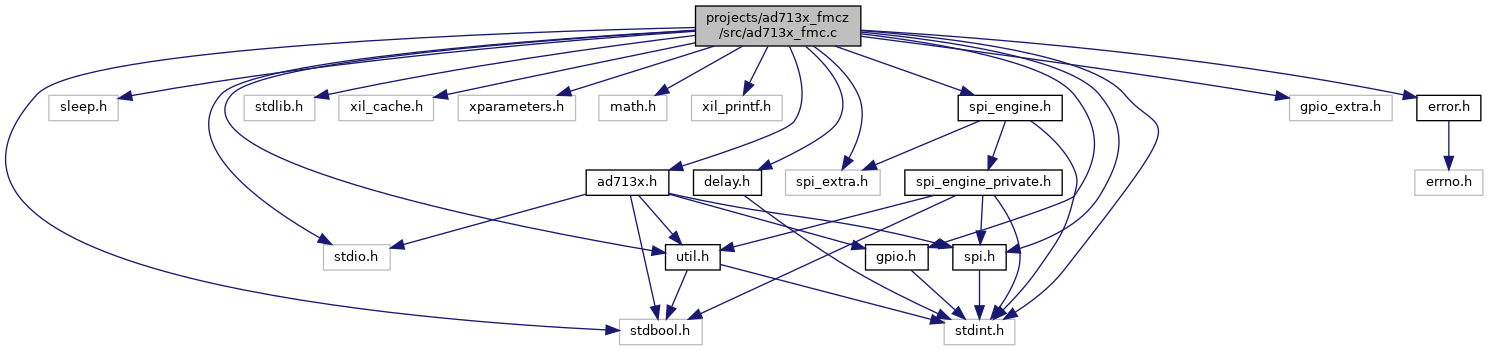 projects/ad713x_fmcz
/src/ad713x_fmc.c
sleep.h
stdlib.h
xil_cache.h
xparameters.h
math.h
xil_printf.h
spi_engine.h
gpio_extra.h
error.h
ad713x.h
delay.h
spi_extra.h
spi_engine_private.h
errno.h
stdio.h
util.h
gpio.h
spi.h
stdbool.h
stdint.h